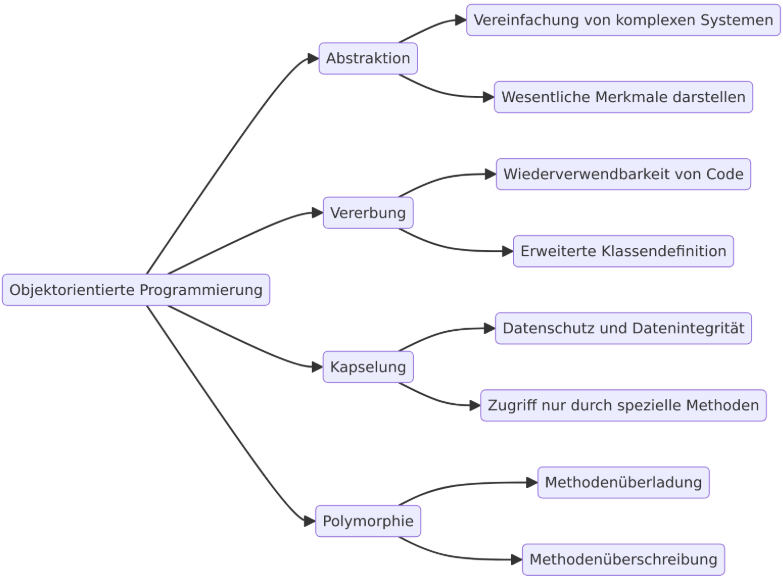 Objektorientierte Programmierung
Abstraktion
Vereinfachung von komplexen Systemen
Wesentliche Merkmale darstellen
Vererbung
Wiederverwendbarkeit von Code
Erweiterte Klassendefinition
Kapselung
Datenschutz und Datenintegrität
Zugriff nur durch spezielle Methoden
Polymorphie
Methodenüberladung
Methodenüberschreibung